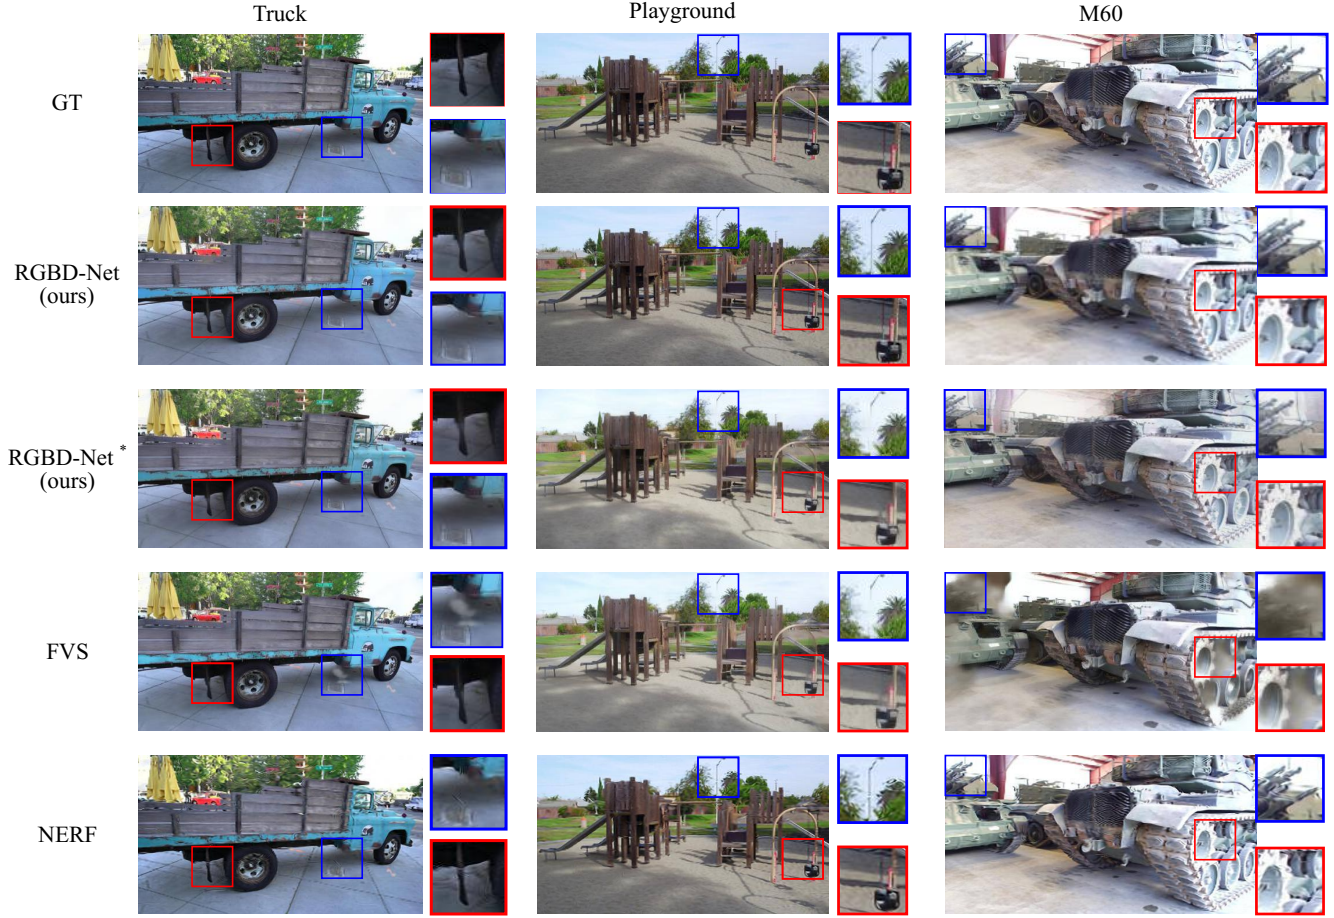 Truck
Playground
M60
GT
RGBD-Net
(ours)
RGBD-Net *
(ours)
FVS
NERF